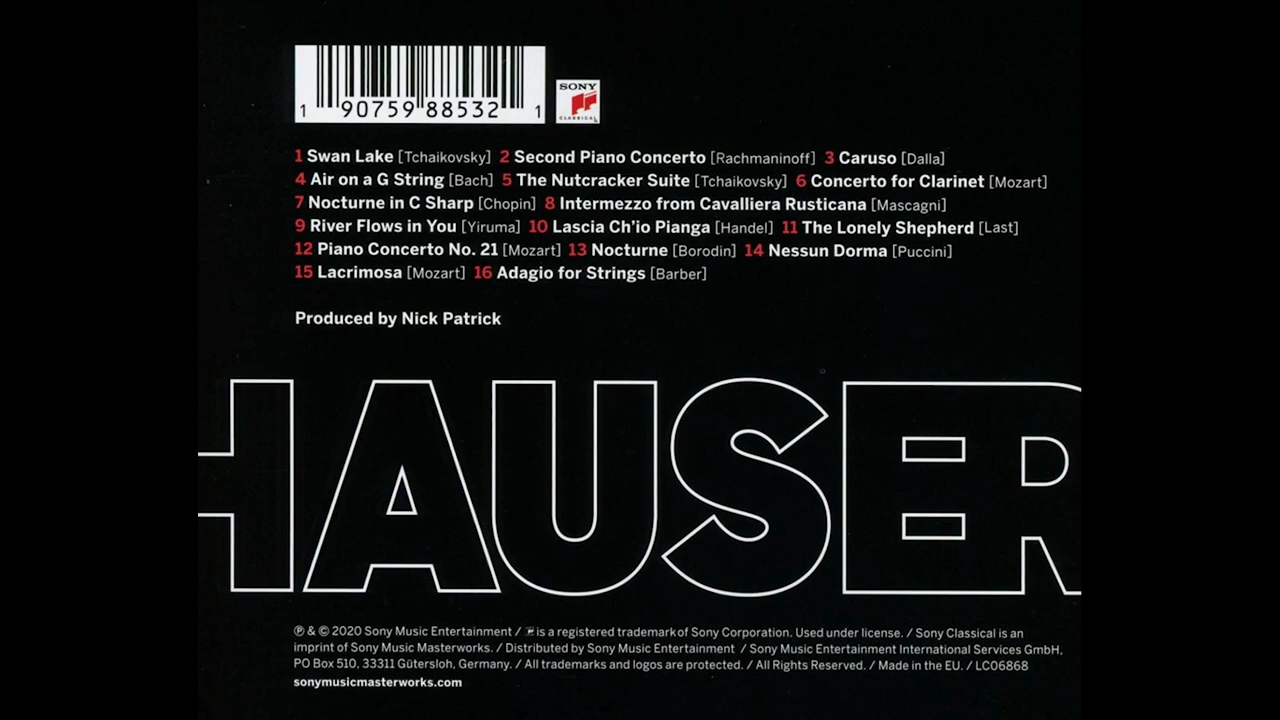 1 90759 88532 1
SONY
CLASSICAL
1 Swan Lake [Tchaikovsky] 2 Second Piano Concerto [Rachmaninoff] 3 Caruso [Dalla]
4 Air on a G String [Bach] 5 The Nutcracker Suite [Tchaikovsky] 6 Concerto for Clarinet [Mozart]
7 Nocturne in C Sharp [Chopin] 8 Intermezzo from Cavalliera Rusticana [Mascagni]
9 River Flows in You [Yiruma] 10 Lascia Ch'io Pianga [Handel] 11 The Lonely Shepherd [Last]
12 Piano Concerto No. 21 [Mozart] 13 Nocturne [Borodin] 14 Nessun Dorma [Puccini]
15 Lacrimosa [Mozart] 16 Adagio for Strings [Barber]
Produced by Nick Patrick
HAUSER
℗ & © 2020 Sony Music Entertainment / is a registered trademark of Sony Corporation. Used under license. / Sony Classical is an
imprint of Sony Music Masterworks. / Distributed by Sony Music Entertainment / Sony Music Entertainment International Services GmbH,
PO Box 510, 33311 Gütersloh, Germany. / All trademarks and logos are protected. / All Rights Reserved. / Made in the EU. / LC06868
sonymusicmasterworks.com